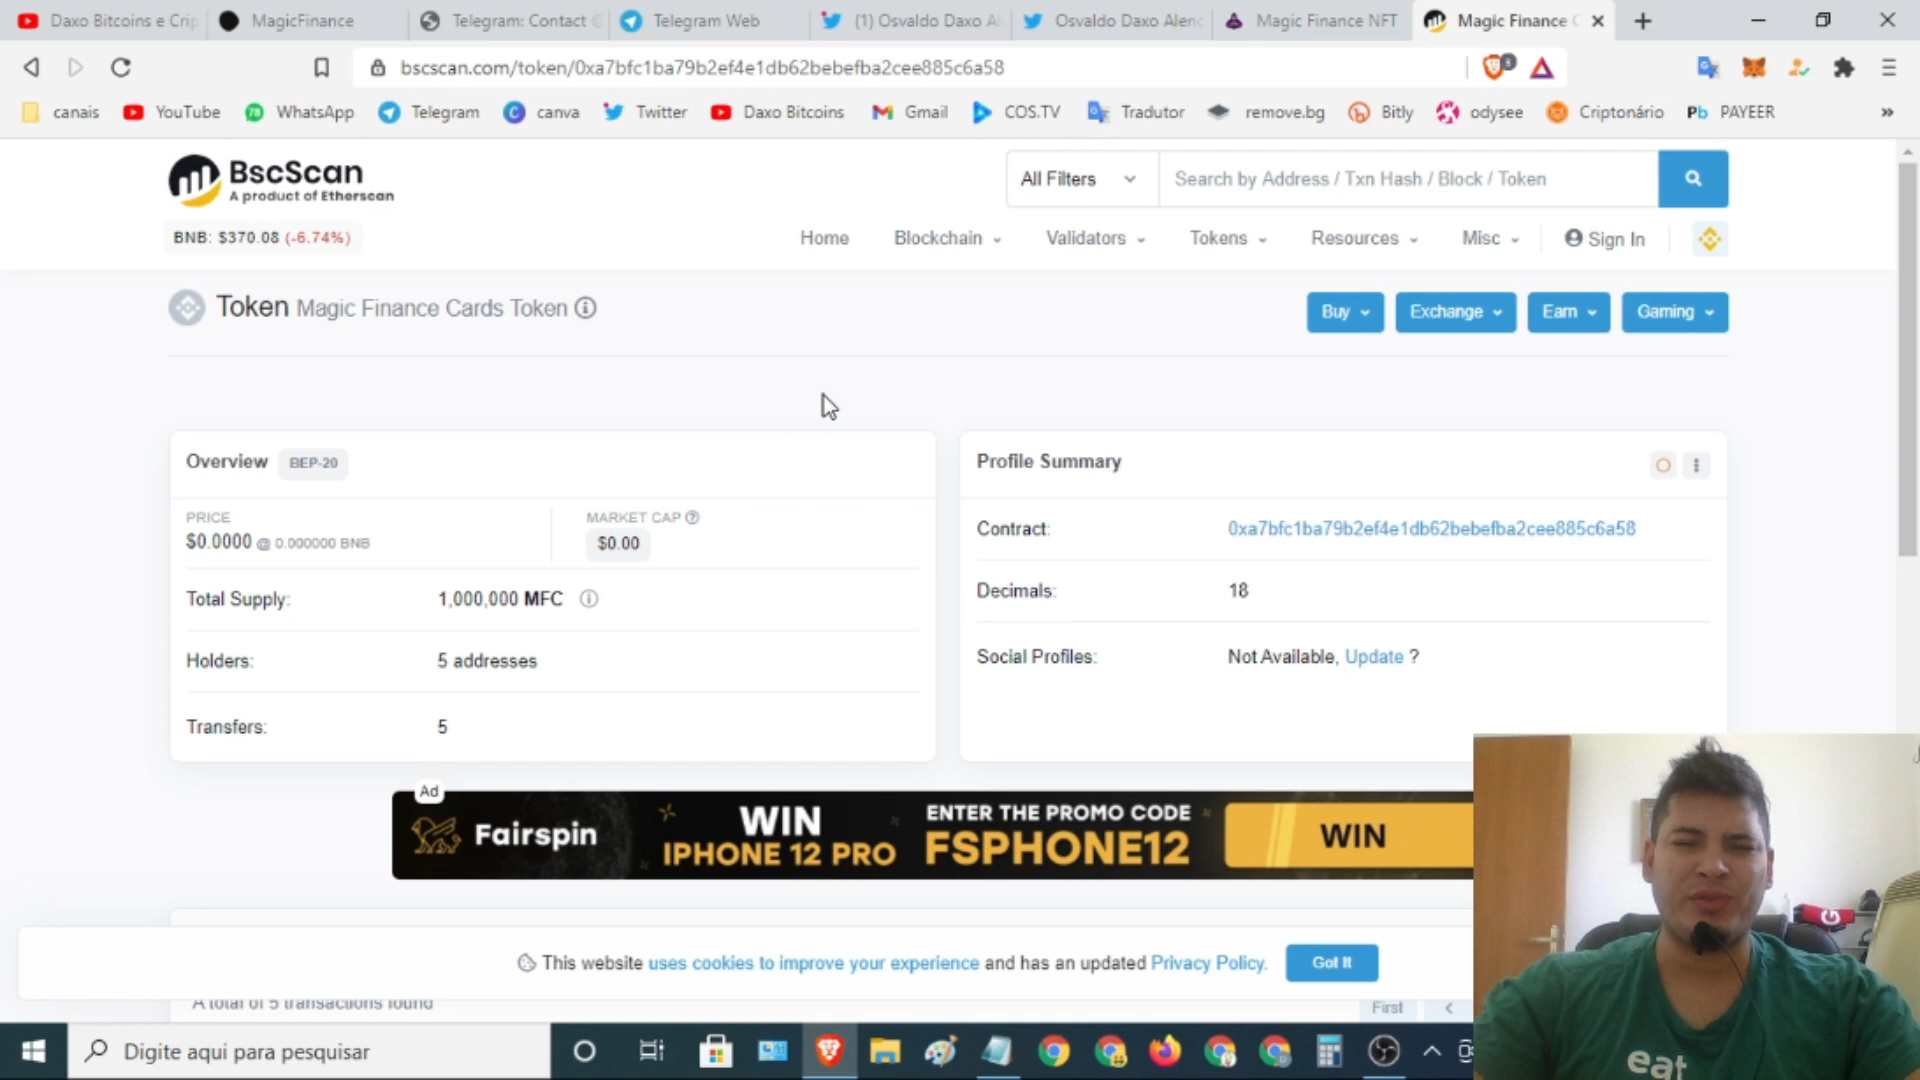 Daxo Bitcoins e Crip
MagicFinance
Telegram: Contact
Telegram Web
(1) Osvaldo Daxo Al
Osvaldo Daxo Alenc
Magic Finance NFT
Magic Finance
bscscan.com/token/0xa7bfc1ba79b2ef4e1db62bebefba2cee885c6a58
canais
YouTube
WhatsApp
Telegram
canva
Twitter
Daxo Bitcoins
Gmail
COS.TV
Tradutor
remove.bg
Bitly
odysee
Criptonário
Pb PAYEER
»
BscScan
A product of Etherscan
All Filters
Search by Address / Txn Hash / Block / Token
BNB: $370.08 (-6.74%)
Home
Blockchain
Validators
Tokens
Resources
Misc
Sign In
Token Magic Finance Cards Token
Buy
Exchange
Earn
Gaming
Overview BEP-20
PRICE
$0.0000 @ 0.000000 BNB
MARKET CAP
$0.00
Total Supply: 1,000,000 MFC
Holders: 5 addresses
Transfers: 5
Profile Summary
Contract: 0xa7bfc1ba79b2ef4e1db62bebefba2cee885c6a58
Decimals: 18
Social Profiles: Not Available, Update ?
Ad
Fairspin
WIN
IPHONE 12 PRO
ENTER THE PROMO CODE
FSPHONE12
WIN
This website uses cookies to improve your experience and has an updated Privacy Policy.
Got It
A total of 5 transactions found
First
Digite aqui para pesquisar
G
eat